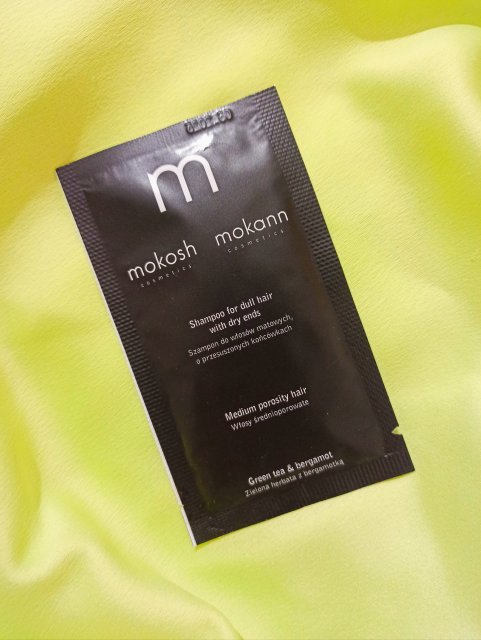 m
mokosh mokann
cosmetics cosmetics
Shampoo for dull hair
with dry ends
Szampon do włosów matowych,
o przesuszonych końcówkach
Medium porosity hair
Włosy średnioporowate
Green tea & bergamot
Zielona herbata z bergamotką